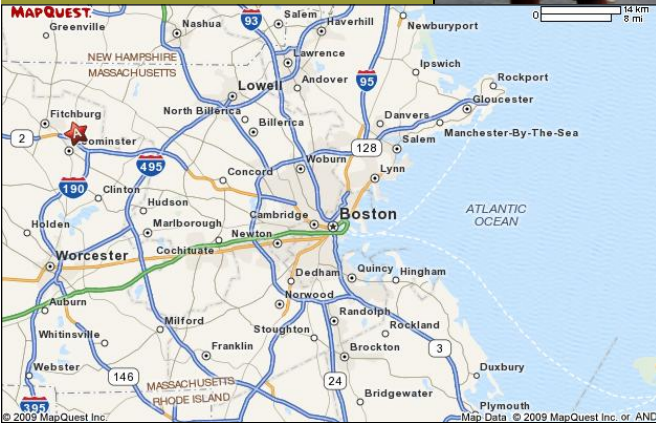 MAPQUEST.
14 km
0
8 mi
Greenville
Nashua
93
Salem
Haverhill
Newburyport
NEW HAMPSHIRE
MASSACHUSETTS
Lawrence
Ipswich
Lowell
Andover
95
Rockport
Gloucester
Fitchburg
North Billerica
Billerica
Danvers
Manchester-By-The-Sea
2
A
128
Salem
495
Woburn
Lynn
190
Concord
Clinton
Hudson
Holden
Marlborough
Cambridge
Boston
ATLANTIC
OCEAN
Newton
Cochituate
Worcester
Dedham
Quincy
Hingham
Auburn
Norwood
Milford
Randolph
Whitinsville
Stoughton
Rockland
3
Franklin
Brockton
Webster
146
Duxbury
MASSACHUSETTS
RHODE ISLAND
24
Bridgewater
395
Plymouth
© 2009 MapQuest Inc.
Map Data © 2009 MapQuest Inc. or AND